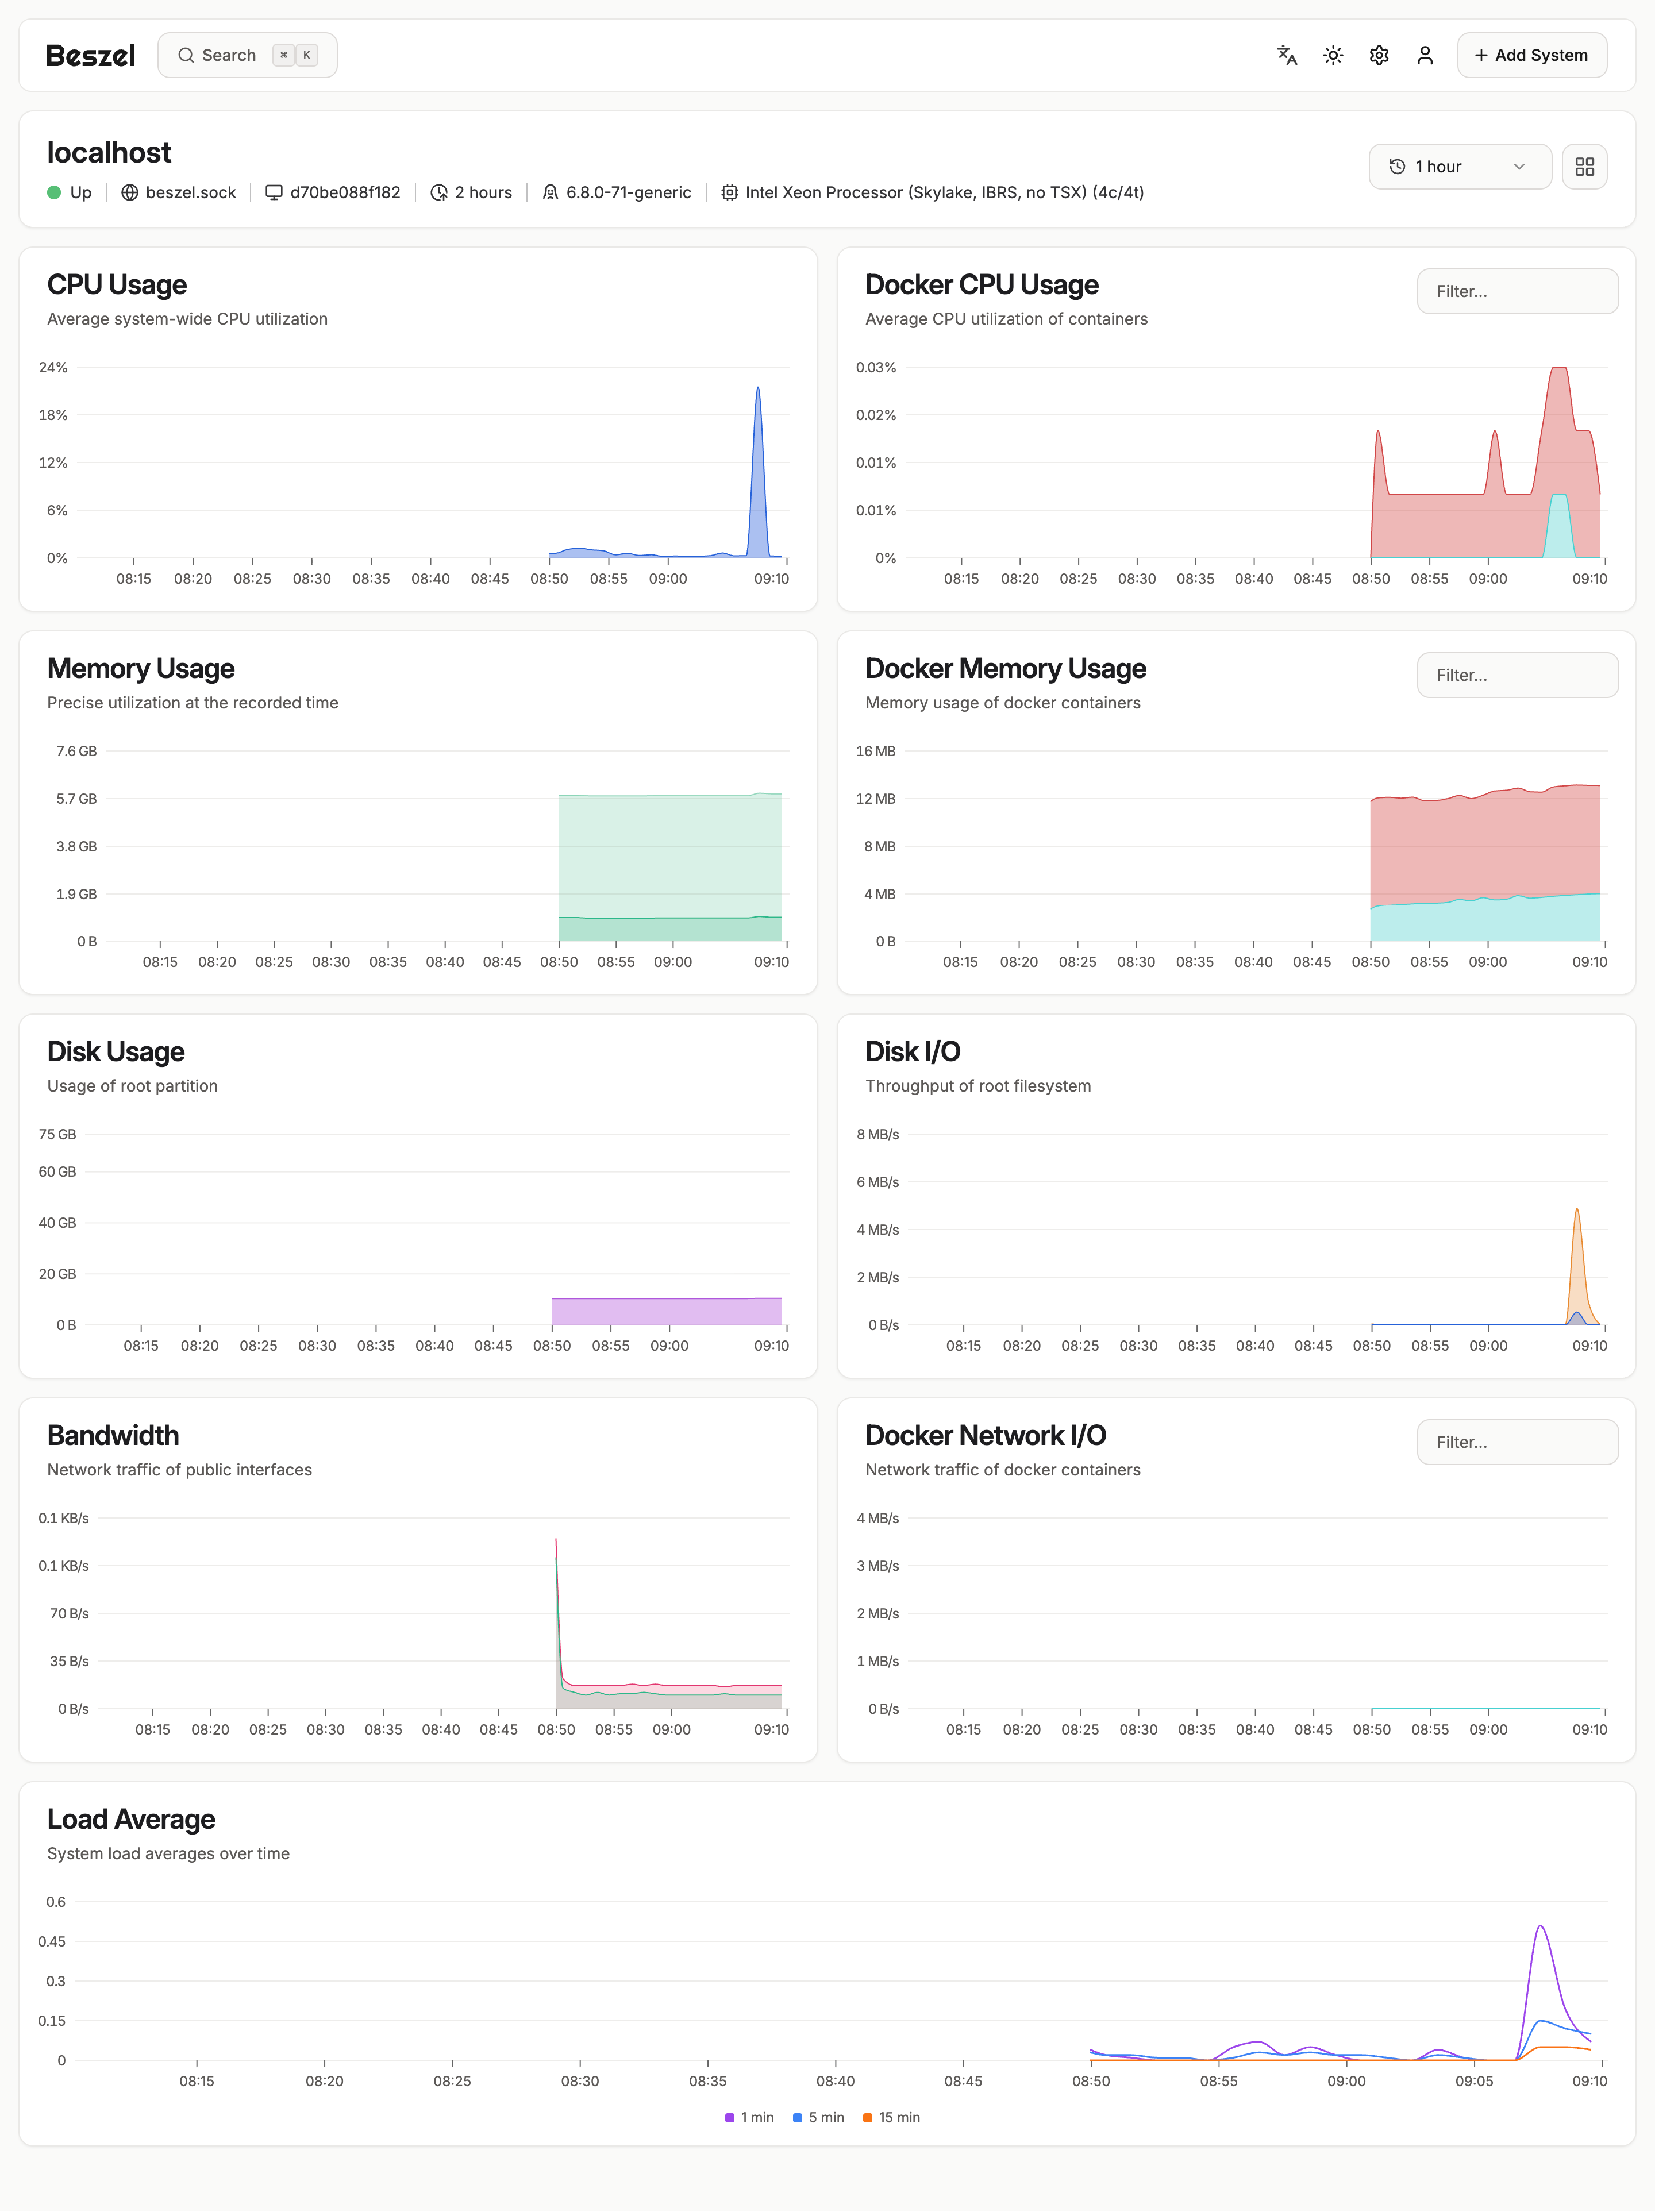 Beszel
Search ⌘ K
Add System
localhost
Up
beszel.sock
d70be088f182
2 hours
6.8.0-71-generic
Intel Xeon Processor (Skylake, IBRS, no TSX) (4c/4t)
1 hour
CPU Usage
Average system-wide CPU utilization
24%
18%
12%
6%
0%
08:15 08:20 08:25 08:30 08:35 08:40 08:45 08:50 08:55 09:00 09:10
Docker CPU Usage
Average CPU utilization of containers
Filter...
0.03%
0.02%
0.01%
0.01%
0%
08:15 08:20 08:25 08:30 08:35 08:40 08:45 08:50 08:55 09:00 09:10
Memory Usage
Precise utilization at the recorded time
7.6 GB
5.7 GB
3.8 GB
1.9 GB
0 B
08:15 08:20 08:25 08:30 08:35 08:40 08:45 08:50 08:55 09:00 09:10
Docker Memory Usage
Memory usage of docker containers
Filter...
16 MB
12 MB
8 MB
4 MB
0 B
08:15 08:20 08:25 08:30 08:35 08:40 08:45 08:50 08:55 09:00 09:10
Disk Usage
Usage of root partition
75 GB
60 GB
40 GB
20 GB
0 B
08:15 08:20 08:25 08:30 08:35 08:40 08:45 08:50 08:55 09:00 09:10
Disk I/O
Throughput of root filesystem
8 MB/s
6 MB/s
4 MB/s
2 MB/s
0 B/s
08:15 08:20 08:25 08:30 08:35 08:40 08:45 08:50 08:55 09:00 09:10
Bandwidth
Network traffic of public interfaces
0.1 KB/s
0.1 KB/s
70 B/s
35 B/s
0 B/s
08:15 08:20 08:25 08:30 08:35 08:40 08:45 08:50 08:55 09:00 09:10
Docker Network I/O
Network traffic of docker containers
Filter...
4 MB/s
3 MB/s
2 MB/s
1 MB/s
0 B/s
08:15 08:20 08:25 08:30 08:35 08:40 08:45 08:50 08:55 09:00 09:10
Load Average
System load averages over time
0.6
0.45
0.3
0.15
0
08:15 08:20 08:25 08:30 08:35 08:40 08:45 08:50 08:55 09:00 09:05 09:10
1 min 5 min 15 min